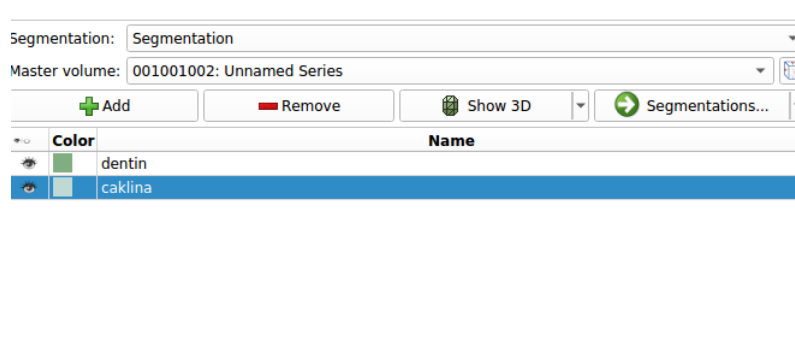 Segmentation: Segmentation
Master volume: 001001002: Unnamed Series
Add Remove Show 3D Segmentations...
Color Name
dentin
caklina